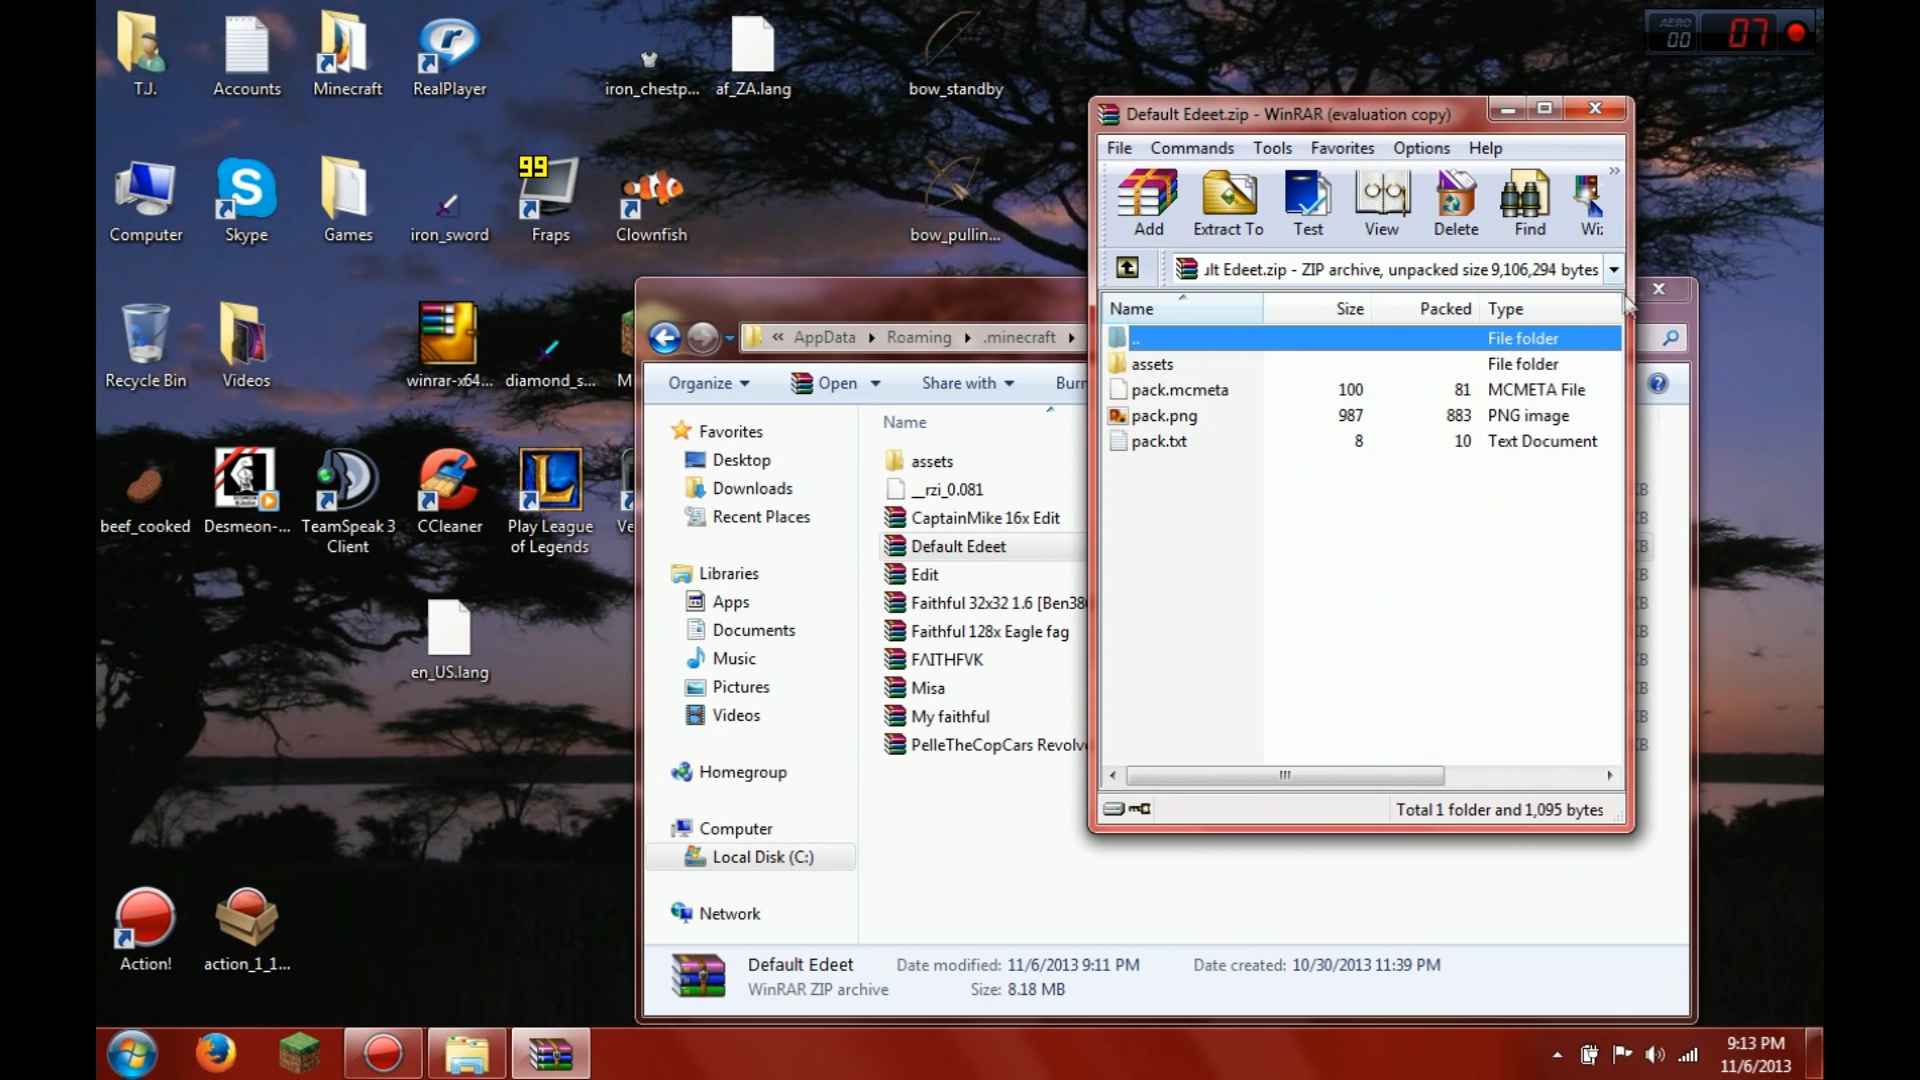 T.J.
Accounts
Minecraft
RealPlayer
iron_chestp...
af_ZA.lang
bow_standby
AERO
00
07
Computer
Skype
Games
iron_sword
99
Fraps
Clownfish
bow_pullin...
Recycle Bin
Videos
winrar-x64...
diamond_s...
M
beef_cooked
Desmeon-...
TeamSpeak 3
Client
CCleaner
Play League
of Legends
Ve
en_US.lang
Action!
action_1_1...
« AppData Roaming .minecraft
Organize
Open
Share with
Burn
Favorites
Desktop
Downloads
Recent Places
Libraries
Apps
Documents
Music
Pictures
Videos
Homegroup
Computer
Local Disk (C:)
Network
Name
assets
__rzi_0.081
CaptainMike 16x Edit
Default Edeet
Edit
Faithful 32x32 1.6 [Ben386
Faithful 128x Eagle fag
FΛITHFVK
Misa
My faithful
PelleTheCopCars Revolv
Default Edeet
Date modified: 11/6/2013 9:11 PM
Date created: 10/30/2013 11:39 PM
WinRAR ZIP archive
Size: 8.18 MB
Default Edeet.zip - WinRAR (evaluation copy)
File Commands Tools Favorites Options Help
Add Extract To Test View Delete Find Wiz
ult Edeet.zip - ZIP archive, unpacked size 9,106,294 bytes
Name Size Packed Type
.. File folder
assets File folder
pack.mcmeta 100 81 MCMETA File
pack.png 987 883 PNG image
pack.txt 8 10 Text Document
Total 1 folder and 1,095 bytes
9:13 PM
11/6/2013